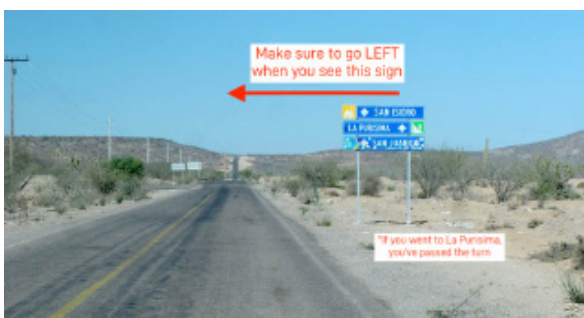 Make sure to go LEFT
when you see this sign
SAN ISIDRO
LA PURISIMA
SAN JUANICO
*If you went to La Purisima,
you've passed the turn